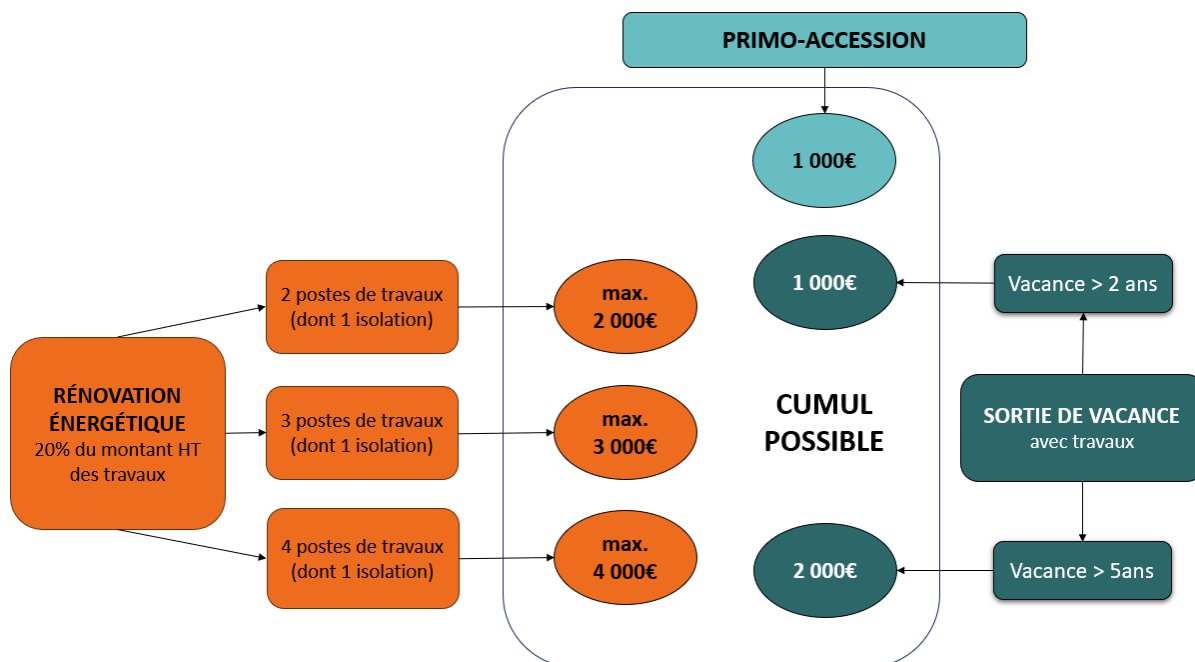 PRIMO-ACCESSION
1 000€
RÉNOVATION
ÉNERGÉTIQUE
20% du montant HT
des travaux
2 postes de travaux
(dont 1 isolation)
max.
2 000€
3 postes de travaux
(dont 1 isolation)
max.
3 000€
4 postes de travaux
(dont 1 isolation)
max.
4 000€
1 000€
CUMUL
POSSIBLE
2 000€
Vacance > 2 ans
SORTIE DE VACANCE
avec travaux
Vacance > 5ans